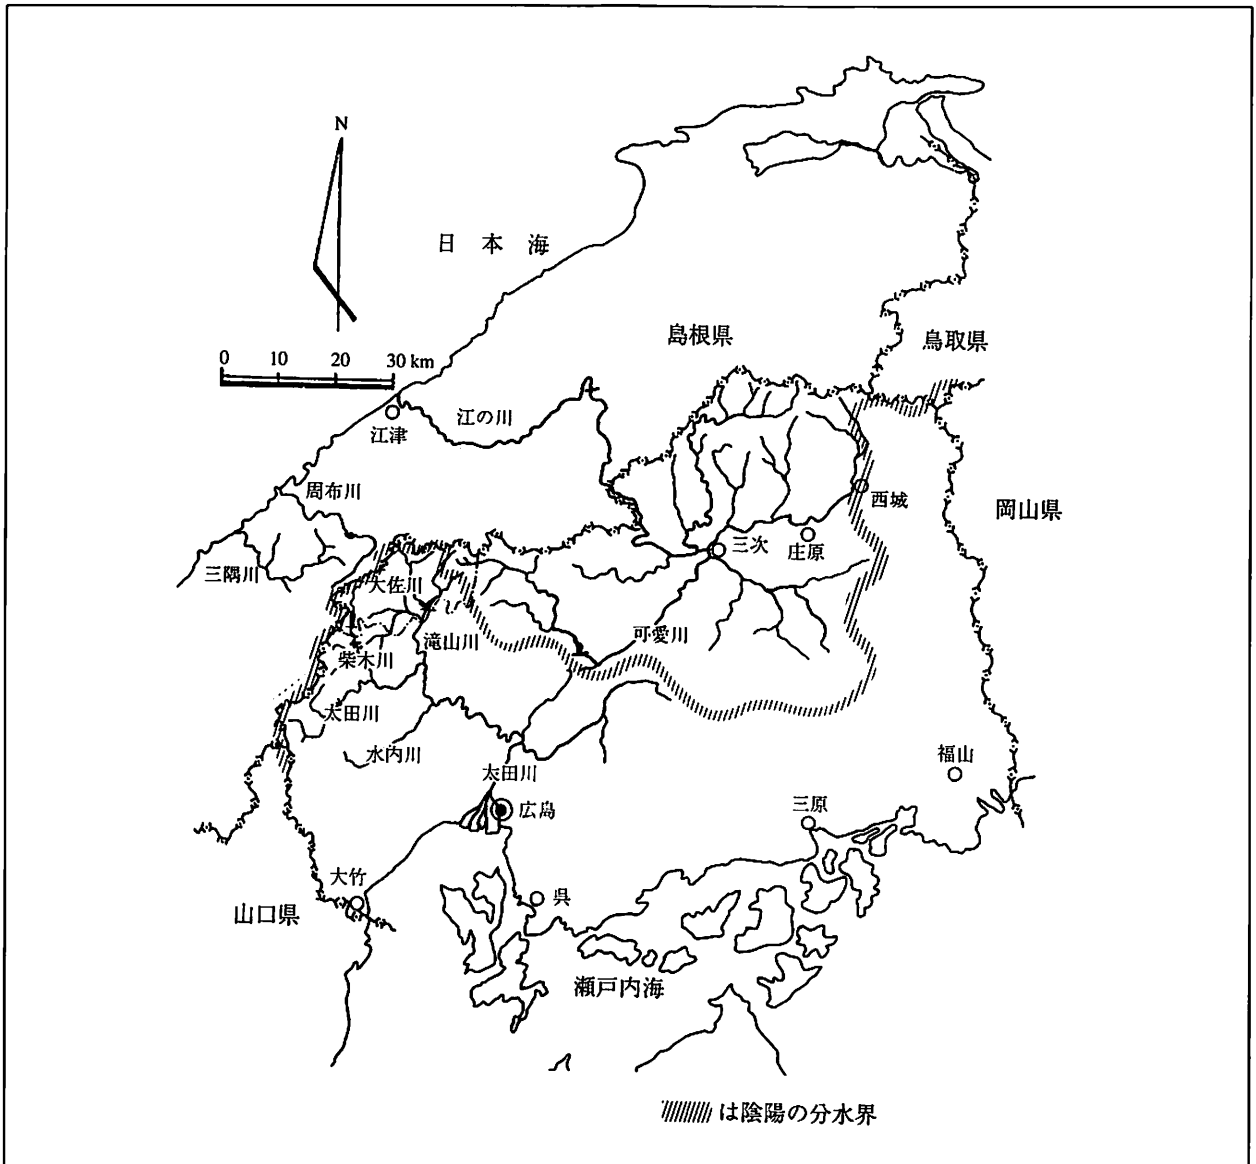 N
日本海
島根県
鳥取県
0 10 20 30 km
江津
江の川
周布川
西城
岡山県
三次
庄原
三隅川
大佐川
滝山川
可愛川
柴木川
太田川
水内川
福山
太田川
広島
三原
大竹
呉
山口県
瀬戸内海
は陰陽の分水界